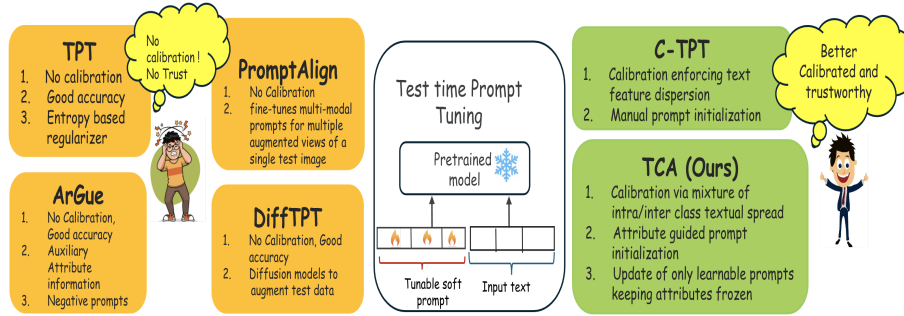 TPT
1. No calibration
2. Good accuracy
3. Entropy based
regularizer
No
calibration!
No Trust
PromptAlign
1. No Calibration
2. fine-tunes multi-modal
prompts for multiple
augmented views of a
single test image
ArGue
1. No Calibration,
Good accuracy
2. Auxiliary
Attribute
information
3. Negative prompts
DiffTPT
1. No Calibration, Good
accuracy
2. Diffusion models to
augment test data
Test time Prompt
Tuning
Pretrained
model
Tunable soft
prompt
Input text
C-TPT
1. Calibration enforcing text
feature dispersion
2. Manual prompt initialization
Better
Calibrated and
trustworthy
TCA (Ours)
1. Calibration via mixture of
intra/inter class textual spread
2. Attribute guided prompt
initialization
3. Update of only learnable prompts
keeping attributes frozen